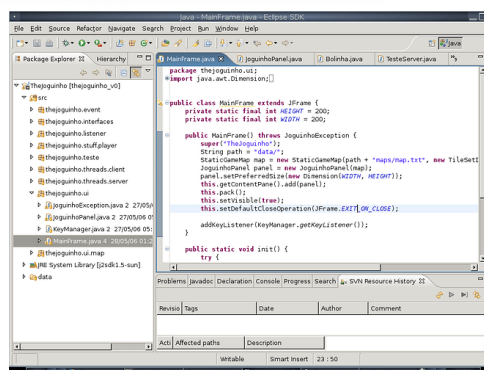 Java - MainFrame.java - Eclipse SDK
File Edit Source Refactor Navigate Search Project Run Window Help
Java
Package Explorer Hierarchy
MainFrame.java JoguinhoPanel.java Bolinha.java TesteServer.java
TheJoguinho [thejoguinho_v0]
src
thejoguinho.event
thejoguinho.interfaces
thejoguinho.listener
thejoguinho.stuff.player
thejoguinho.teste
thejoguinho.threads.client
thejoguinho.threads.server
thejoguinho.ui
JoguinhoException.java 2 27/05/
JoguinhoPanel.java 2 27/05/06 0
KeyManager.java 2 27/05/06 05:
MainFrame.java 4 28/05/06 01:2
thejoguinho.ui.map
JRE System Library [j2sdk1.5-sun]
data
package thejoguinho.ui;
import java.awt.Dimension;
public class MainFrame extends JFrame {
private static final int HEIGHT = 200;
private static final int WIDTH = 200;
public MainFrame() throws JoguinhoException {
super("TheJoguinho");
String path = "data/";
StaticGameMap map = new StaticGameMap(path + "maps/map.txt", new TileSetI
JoguinhoPanel panel = new JoguinhoPanel(map);
panel.setPreferredSize(new Dimension(WIDTH, HEIGHT));
this.getContentPane().add(panel);
this.pack();
this.setVisible(true);
this.setDefaultCloseOperation(JFrame.EXIT_ON_CLOSE);
addKeyListener(KeyManager.getKeyListener());
}
public static void init() {
try {
Problems Javadoc Declaration Console Progress Search SVN Resource History
Revisio Tags Date Author Comment
Acti Affected paths Description
Writable Smart Insert 23 : 50